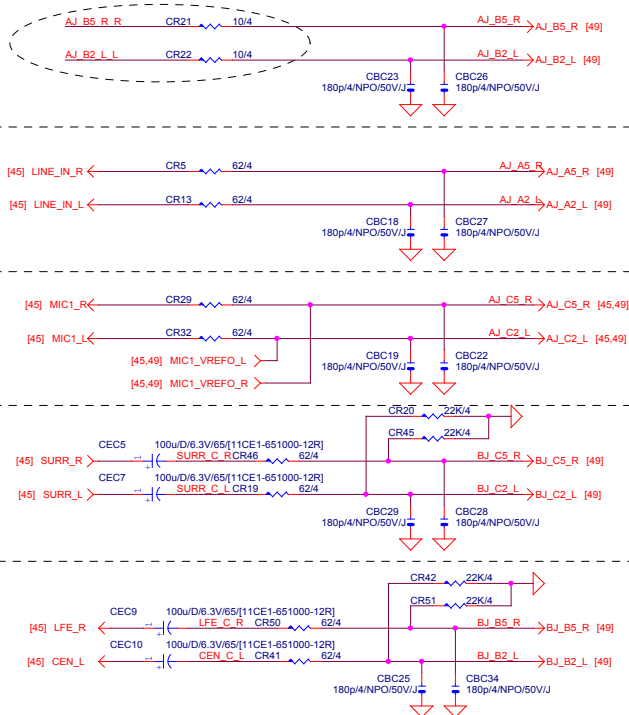 AJ_B5_R_R CR21 10/4 AJ_B5_R AJ_B5_R [49]
AJ_B2_L_L CR22 10/4 AJ_B2_L AJ_B2_L [49]
CBC23 CBC26
180p/4/NPO/50V/J 180p/4/NPO/50V/J
[45] LINE_IN_R CR5 62/4 AJ_A5_R AJ_A5_R [49]
[45] LINE_IN_L CR13 62/4 AJ_A2_L AJ_A2_L [49]
CBC18 CBC27
180p/4/NPO/50V/J 180p/4/NPO/50V/J
[45] MIC1_R CR29 62/4 AJ_C5_R AJ_C5_R [45,49]
[45] MIC1_L CR32 62/4 AJ_C2_L AJ_C2_L [45,49]
[45,49] MIC1_VREFO_L CBC19 CBC22
180p/4/NPO/50V/J 180p/4/NPO/50V/J
[45,49] MIC1_VREFO_R
CR20 22K/4
CR45 22K/4
CEC5 100u/D/6.3V/65/[11CE1-651000-12R]
[45] SURR_R 1 + SURR_C_R CR46 62/4 BJ_C5_R BJ_C5_R [49]
CEC7 100u/D/6.3V/65/[11CE1-651000-12R]
[45] SURR_L 1 + SURR_C_L CR19 62/4 BJ_C2_L BJ_C2_L [49]
CBC29 CBC28
180p/4/NPO/50V/J 180p/4/NPO/50V/J
CR42 22K/4
CR51 22K/4
CEC9 100u/D/6.3V/65/[11CE1-651000-12R]
[45] LFE_R 1 + LFE_C_R CR50 62/4 BJ_B5_R BJ_B5_R [49]
CEC10 100u/D/6.3V/65/[11CE1-651000-12R]
[45] CEN_L 1 + CEN_C_L CR41 62/4 BJ_B2_L BJ_B2_L [49]
CBC25 CBC34
180p/4/NPO/50V/J 180p/4/NPO/50V/J